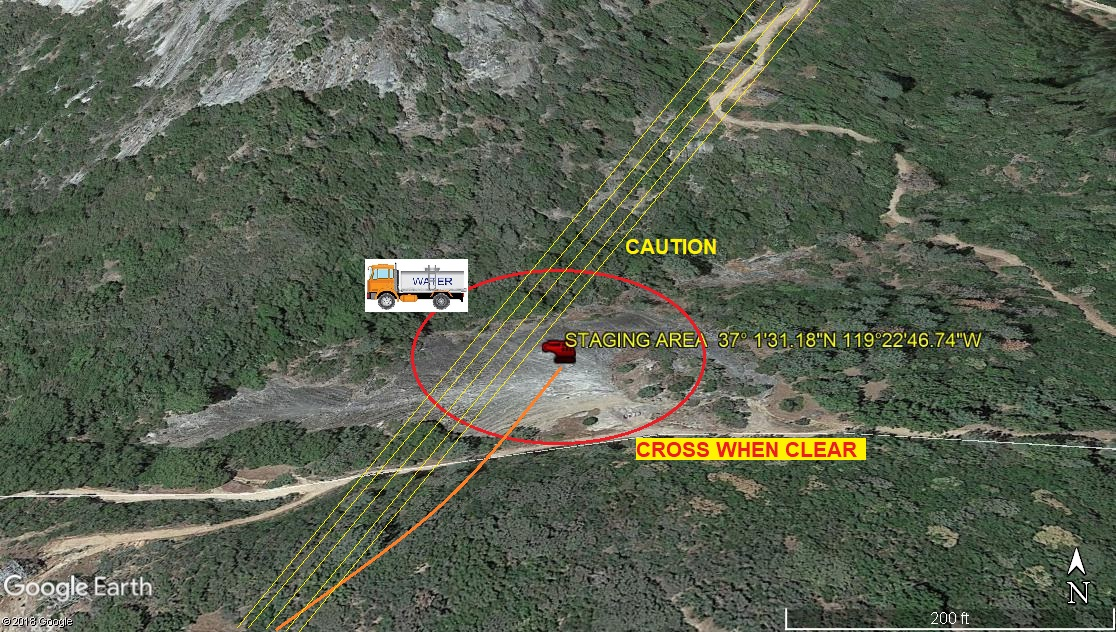 CAUTION
WATER
STAGING AREA 37° 1'31.18"N 119°22'46.74"W
CROSS WHEN CLEAR
Google Earth
©2018 Google
N
200 ft